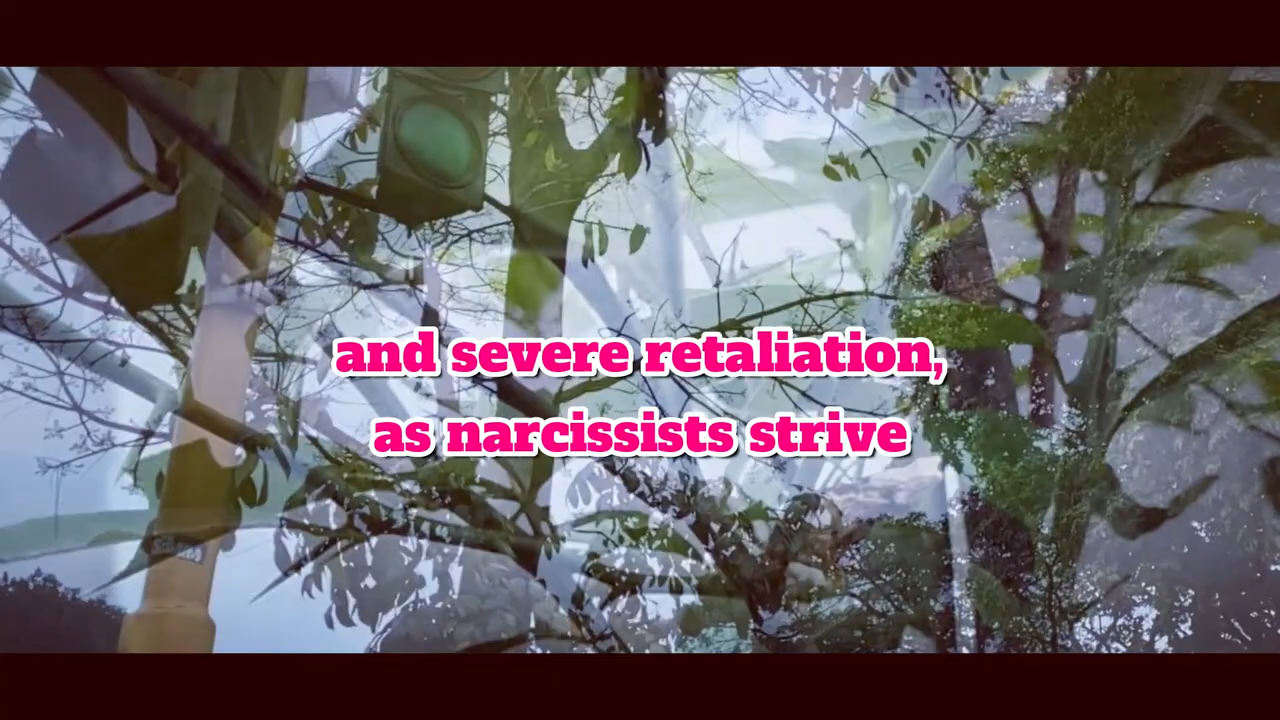 and severe retaliation,
as narcissists strive